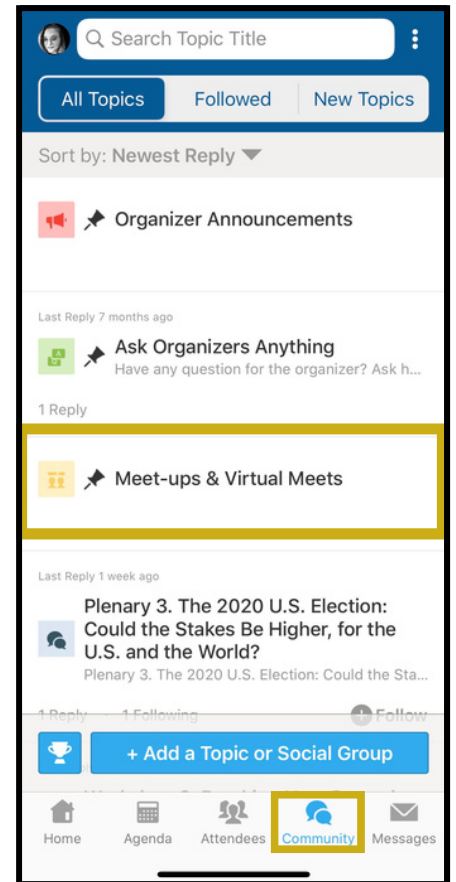 Search Topic Title
All Topics Followed New Topics
Sort by: Newest Reply
Organizer Announcements
Last Reply 7 months ago
Ask Organizers Anything
Have any question for the organizer? Ask h...
1 Reply
Meet-ups & Virtual Meets
Last Reply 1 week ago
Plenary 3. The 2020 U.S. Election:
Could the Stakes Be Higher, for the
U.S. and the World?
Plenary 3. The 2020 U.S. Election: Could the Sta...
1 Reply · 1 Following Follow
+ Add a Topic or Social Group
Home Agenda Attendees Community Messages